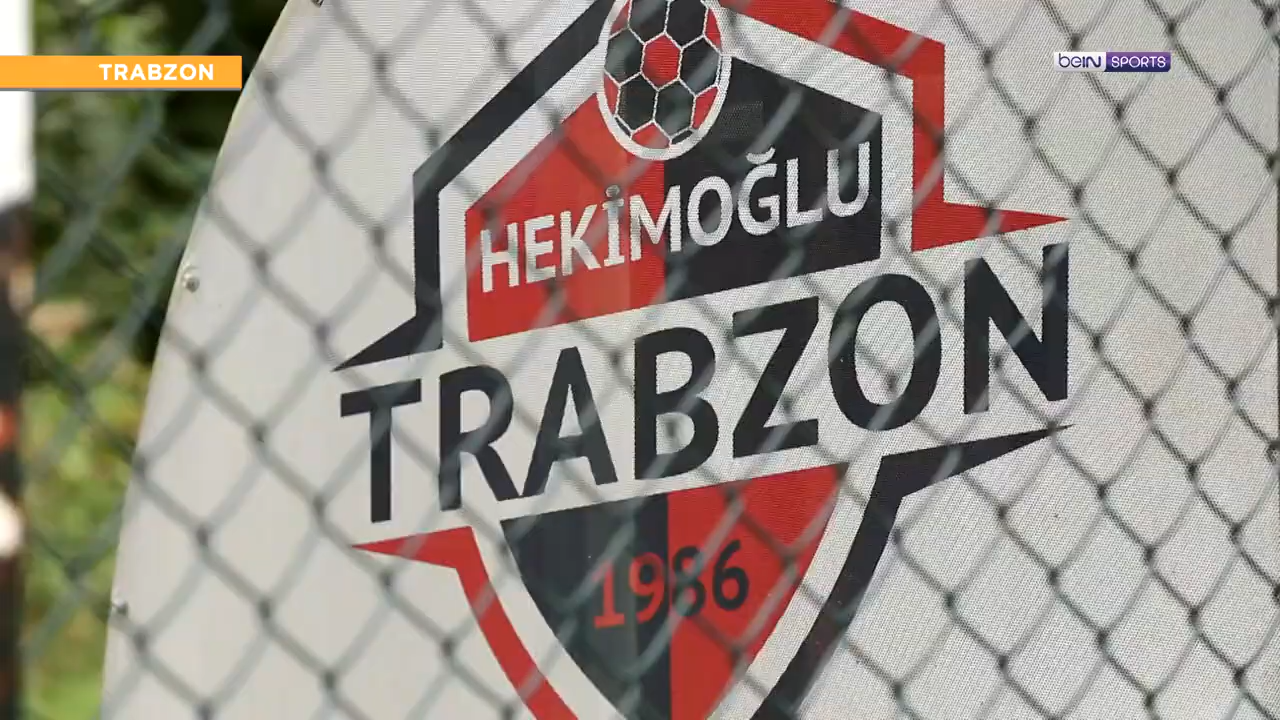 TRABZON
beIN SPORTS
HEKİMOĞLU
TRABZON
1986